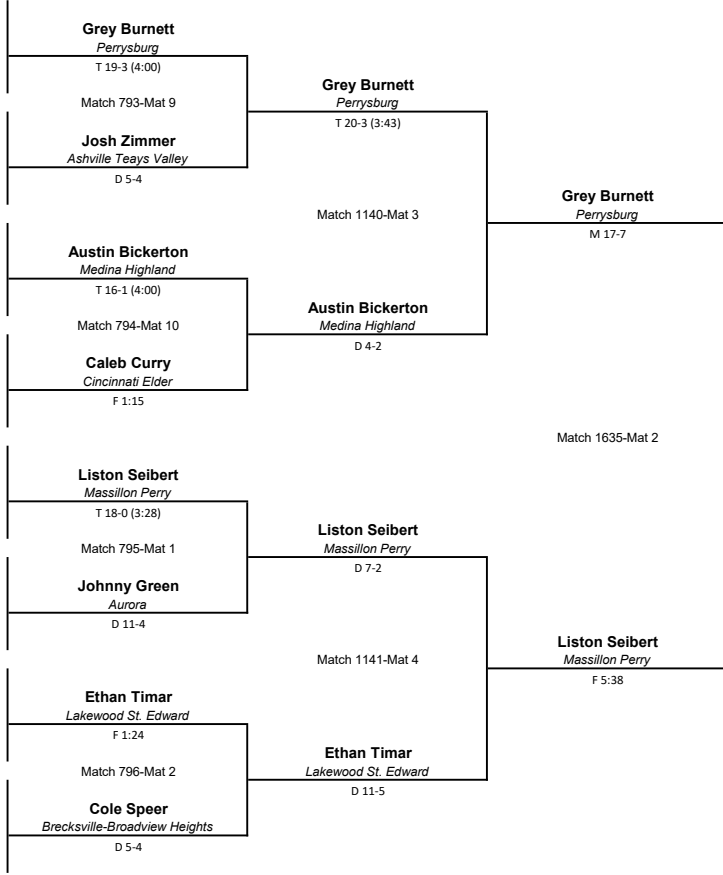 Grey Burnett
Perrysburg
T 19-3 (4:00)
Match 793-Mat 9
Josh Zimmer
Ashville Teays Valley
D 5-4
Austin Bickerton
Medina Highland
T 16-1 (4:00)
Match 794-Mat 10
Caleb Curry
Cincinnati Elder
F 1:15
Liston Seibert
Massillon Perry
T 18-0 (3:28)
Match 795-Mat 1
Johnny Green
Aurora
D 11-4
Ethan Timar
Lakewood St. Edward
F 1:24
Match 796-Mat 2
Cole Speer
Brecksville-Broadview Heights
D 5-4
Grey Burnett
Perrysburg
T 20-3 (3:43)
Match 1140-Mat 3
Austin Bickerton
Medina Highland
D 4-2
Liston Seibert
Massillon Perry
D 7-2
Match 1141-Mat 4
Ethan Timar
Lakewood St. Edward
D 11-5
Grey Burnett
Perrysburg
M 17-7
Match 1635-Mat 2
Liston Seibert
Massillon Perry
F 5:38